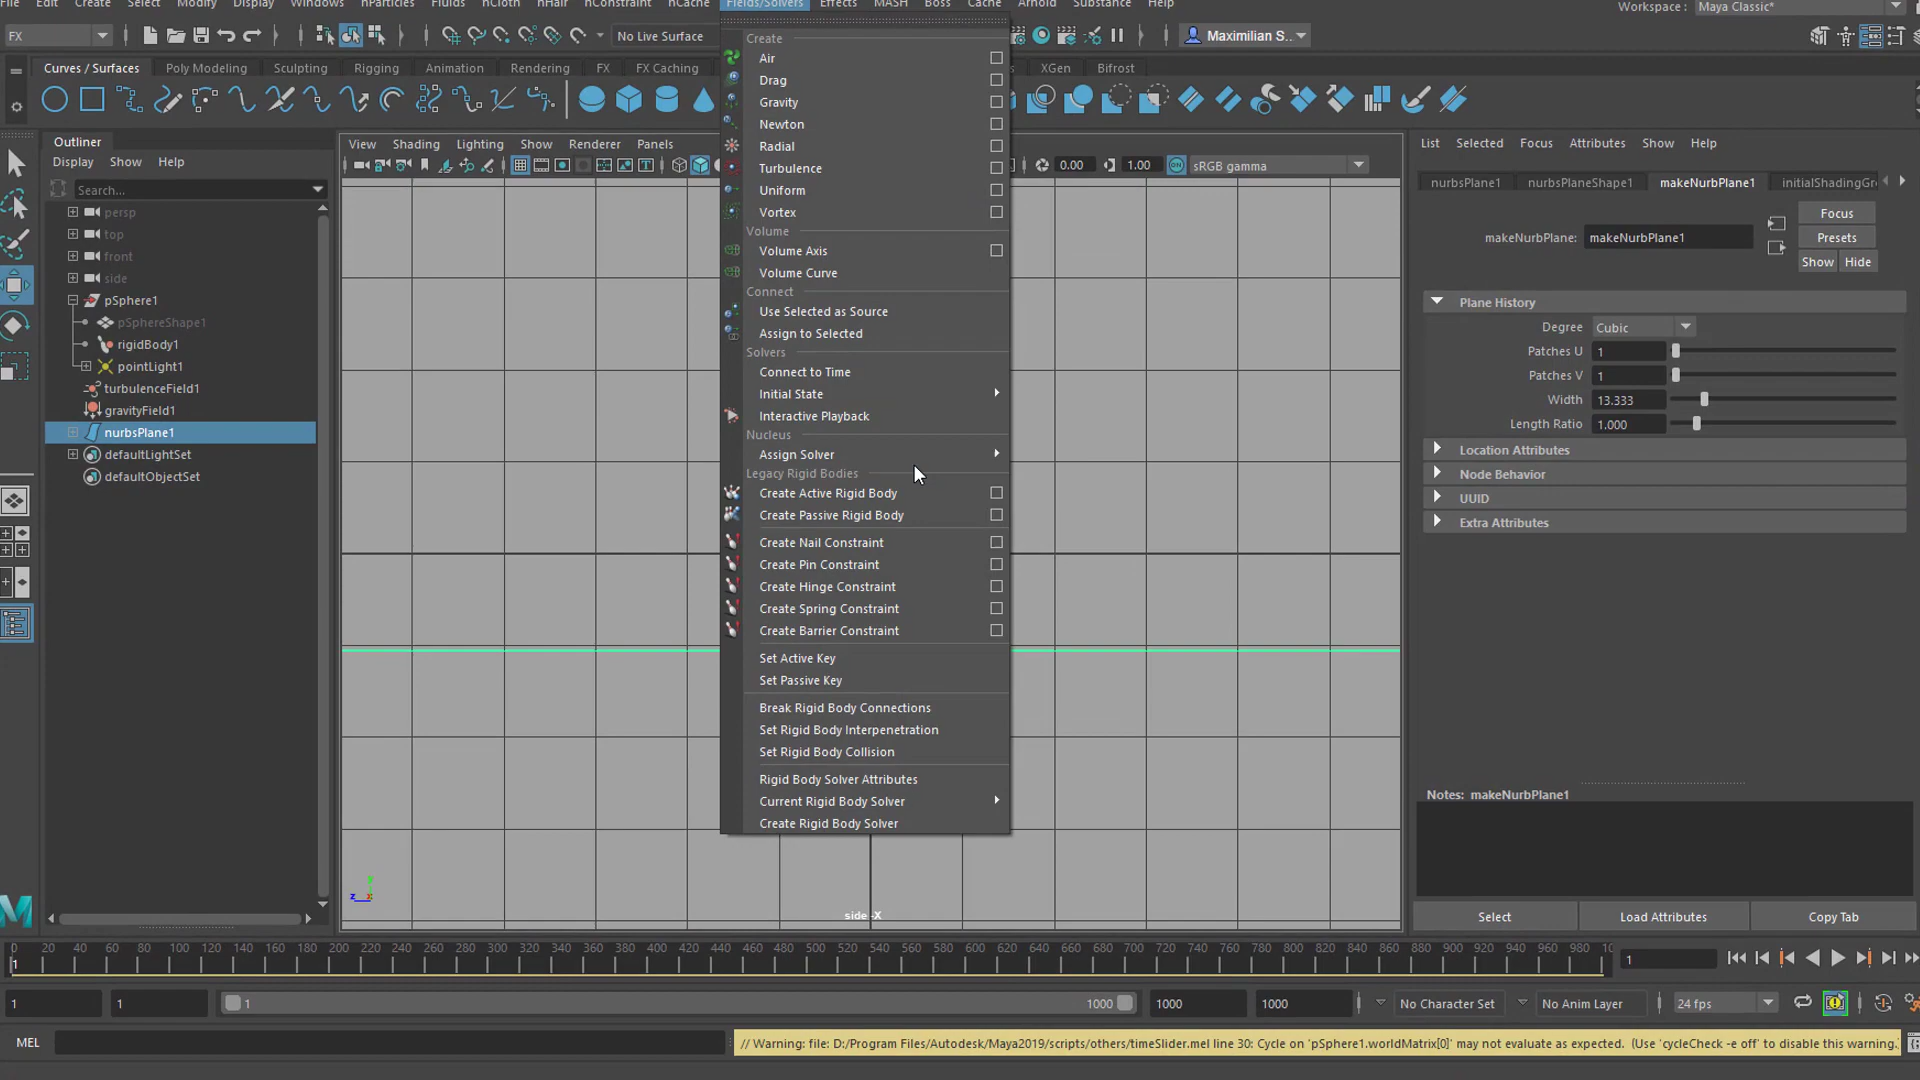 File Edit Create Select Modify Display Windows nParticles Fluids nCloth nHair nConstraint nCache Fields/Solvers Effects MASH Boss Cache Arnold Substance Help Workspace : Maya Classic*
FX No Live Surface Maximilian S...
Curves / Surfaces Poly Modeling Sculpting Rigging Animation Rendering FX FX Caching XGen Bifrost
Outliner
Display Show Help
Search...
persp
top
front
side
pSphere1
pSphereShape1
rigidBody1
pointLight1
turbulenceField1
gravityField1
nurbsPlane1
defaultLightSet
defaultObjectSet
View Shading Lighting Show Renderer Panels
0.00 1.00 ON sRGB gamma
Create
Air
Drag
Gravity
Newton
Radial
Turbulence
Uniform
Vortex
Volume
Volume Axis
Volume Curve
Connect
Use Selected as Source
Assign to Selected
Solvers
Connect to Time
Initial State
Interactive Playback
Nucleus
Assign Solver
Legacy Rigid Bodies
Create Active Rigid Body
Create Passive Rigid Body
Create Nail Constraint
Create Pin Constraint
Create Hinge Constraint
Create Spring Constraint
Create Barrier Constraint
Set Active Key
Set Passive Key
Break Rigid Body Connections
Set Rigid Body Interpenetration
Set Rigid Body Collision
Rigid Body Solver Attributes
Current Rigid Body Solver
Create Rigid Body Solver
z x y
side -X
List Selected Focus Attributes Show Help
nurbsPlane1 nurbsPlaneShape1 makeNurbPlane1 initialShadingGr
makeNurbPlane: makeNurbPlane1
Focus
Presets
Show Hide
Plane History
Degree Cubic
Patches U 1
Patches V 1
Width 13.333
Length Ratio 1.000
Location Attributes
Node Behavior
UUID
Extra Attributes
Notes: makeNurbPlane1
Select Load Attributes Copy Tab
0 20 40 60 80 100 120 140 160 180 200 220 240 260 280 300 320 340 360 380 400 420 440 460 480 500 520 540 560 580 600 620 640 660 680 700 720 740 760 780 800 820 840 860 880 900 920 940 960 980 10
1 1
1 1 1 1000 1000 1000 No Character Set No Anim Layer 24 fps
MEL // Warning: file: D:/Program Files/Autodesk/Maya2019/scripts/others/timeSlider.mel line 30: Cycle on 'pSphere1.worldMatrix[0]' may not evaluate as expected. (Use 'cycleCheck -e off' to disable this warning.)